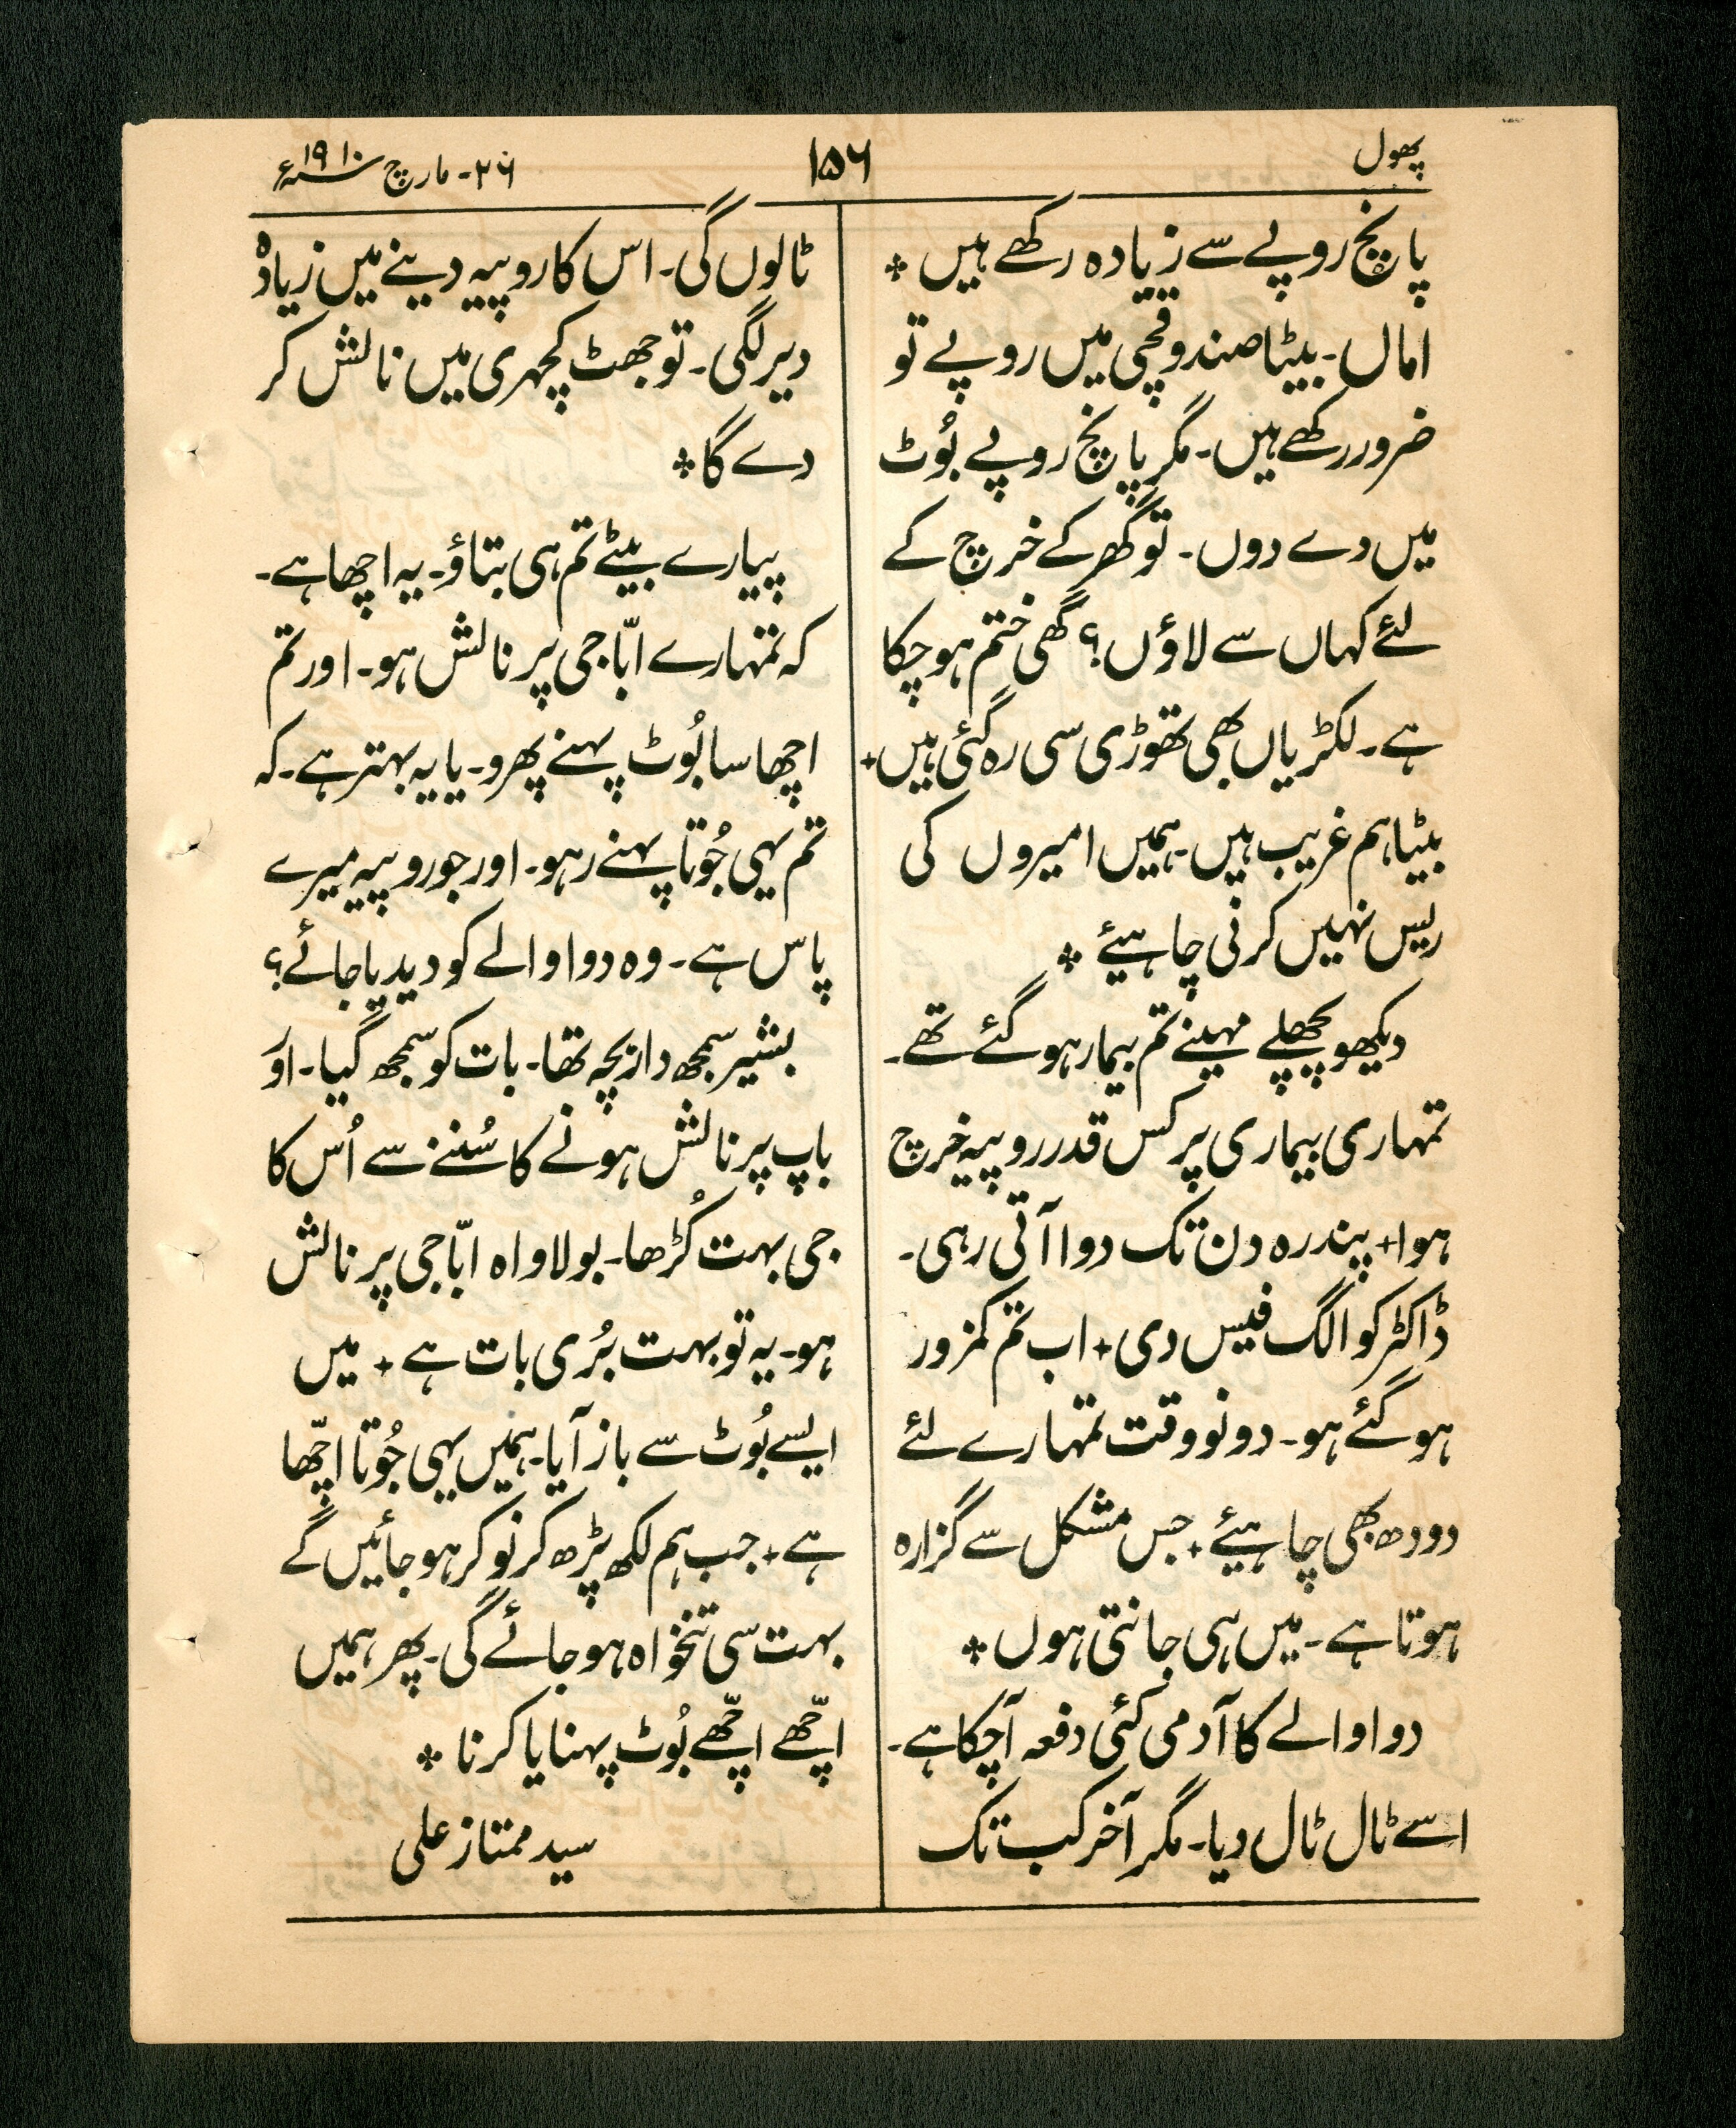 پھول
۱۵۶
۲۶۔ مارچ ۱۹۱۰ء
پانچ روپے سے زیادہ رکھے ہیں ٭
اماں۔ بیٹا صندوقچی میں روپے تو
ضرور رکھے ہیں۔ مگر پانچ روپے بُوٹ
میں دے دوں۔ تو گھر کے خرچ کے
لئے کہاں سے لاؤں؟ گھی ختم ہو چکا
ہے۔ لکڑیاں بھی تھوڑی سی رہ گئی ہیں+
بیٹا ہم غریب ہیں۔ ہمیں امیروں کی
ریس نہیں کرنی چاہیئے ٭
دیکھو پچھلے مہینے تم بیمار ہو گئے تھے۔
تمہاری بیماری پر کس قدر روپیہ خرچ
ہوا+ پندرہ دن تک دوا آتی رہی۔
ڈاکٹر کو الگ فیس دی+ اب تم کمزور
ہو گئے ہو۔ دونو وقت تمہارے لئے
دودھ بھی چاہیئے+ جس مشکل سے گزارہ
ہوتا ہے۔ میں ہی جانتی ہوں ٭
دوا والے کا آدمی کئی دفعہ آ چکا ہے۔
اسے ٹال ٹال دیا۔ مگر آخر کب تک
ٹالوں گی۔ اس کا روپیہ دینے میں زیادہ
دیر لگی۔ تو جھٹ کچہری میں نالش کر
دے گا ٭
پیارے بیٹے تم ہی بتاؤ۔ یہ اچھا ہے۔
کہ تمہارے ابّا جی پر نالش ہو۔ اور تم
اچھا سا بُوٹ پہنے پھرو۔ یا یہ بہتر ہے۔ کہ
تم یہی جُوتا پہنے رہو۔ اور جو روپیہ میرے
پاس ہے۔ وہ دوا والے کو دیدیا جائے؟
بشیر سمجھ دار بچہ تھا۔ بات کو سمجھ گیا۔ اور
باپ پر نالش ہونے کا سُننے سے اُس کا
جی بہت کُڑھا۔ بولا واہ ابّا جی پر نالش
ہو۔ یہ تو بہت بُری بات ہے + میں
ایسے بُوٹ سے باز آیا۔ ہمیں یہی جُوتا اچّھا
ہے+ جب ہم لکھ پڑھ کر نوکر ہو جائیں گے
بہت سی تنخواہ ہو جائے گی۔ پھر ہمیں
اچّھے اچّھے بُوٹ پہنایا کرنا ٭
سید ممتاز علی